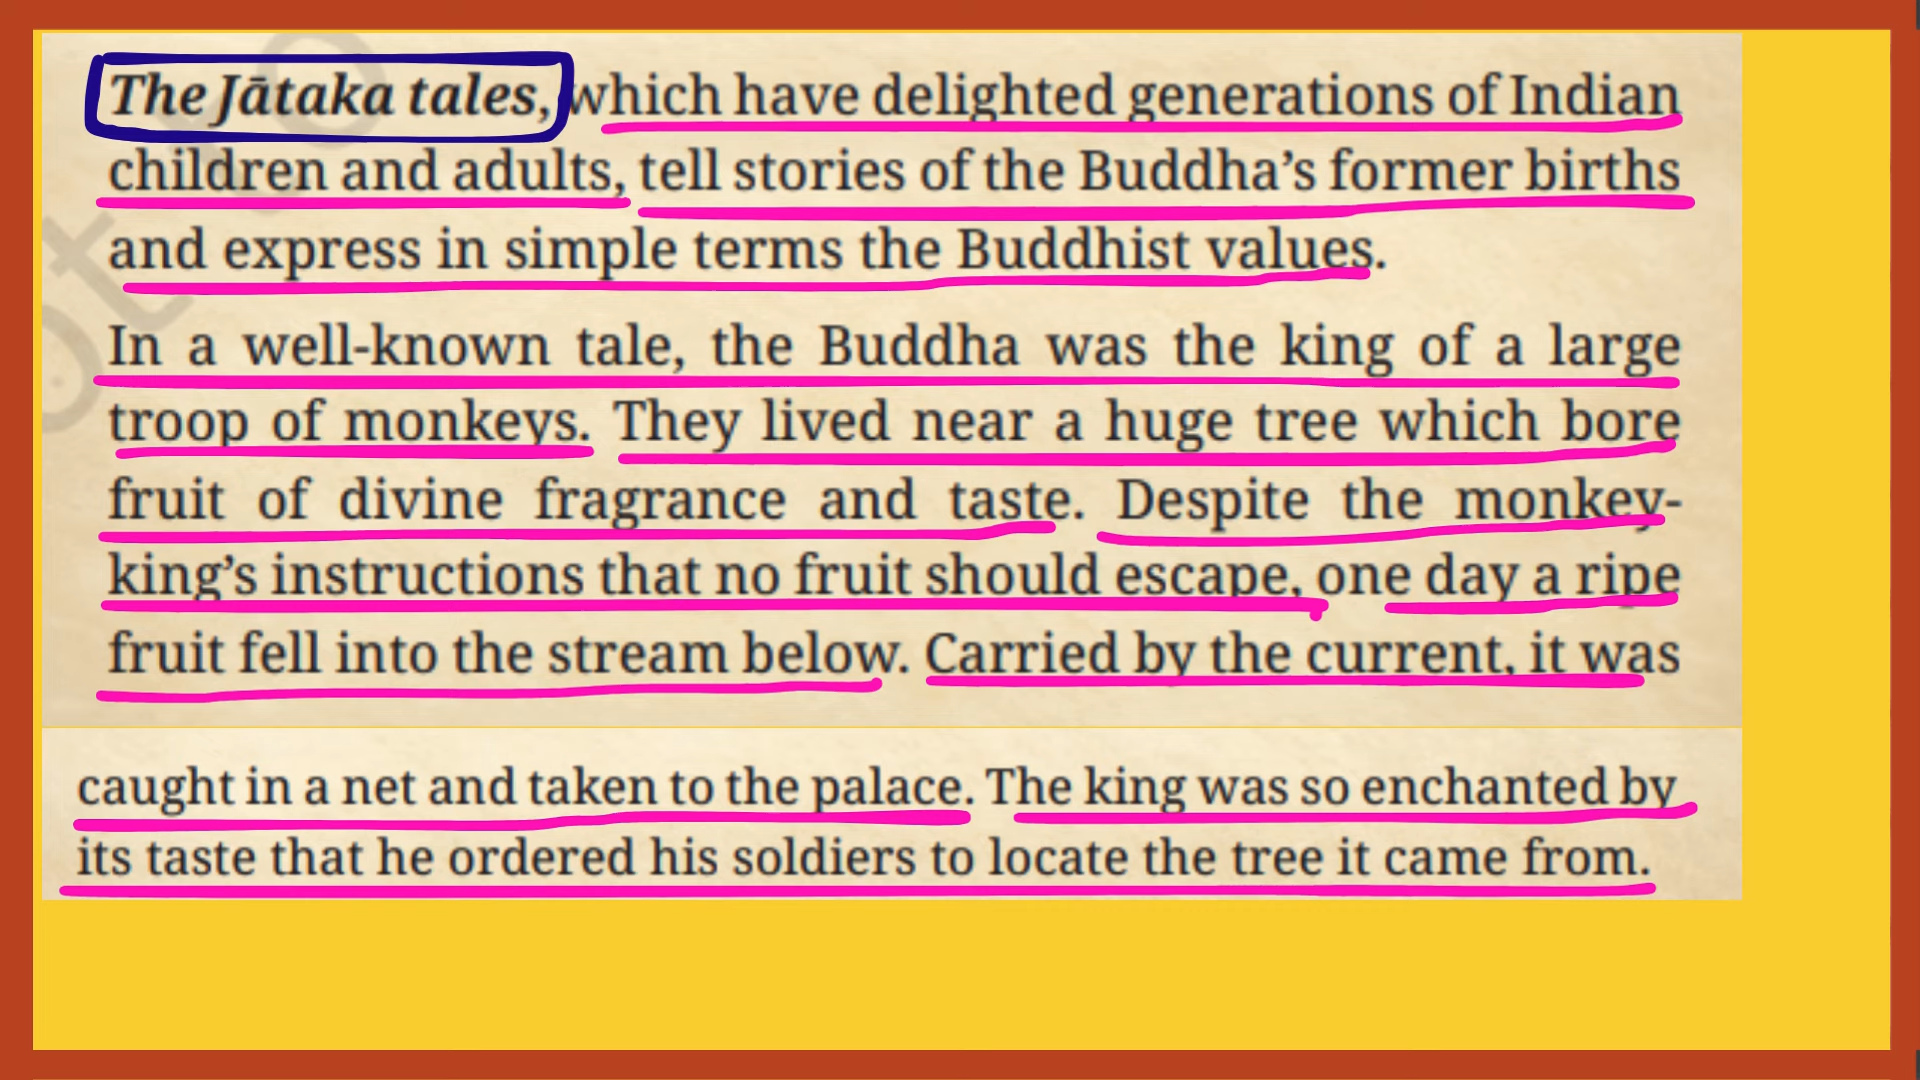 The Jātaka tales, which have delighted generations of Indian
children and adults, tell stories of the Buddha’s former births
and express in simple terms the Buddhist values.
In a well-known tale, the Buddha was the king of a large
troop of monkeys. They lived near a huge tree which bore
fruit of divine fragrance and taste. Despite the monkey-
king’s instructions that no fruit should escape, one day a ripe
fruit fell into the stream below. Carried by the current, it was
caught in a net and taken to the palace. The king was so enchanted by
its taste that he ordered his soldiers to locate the tree it came from.